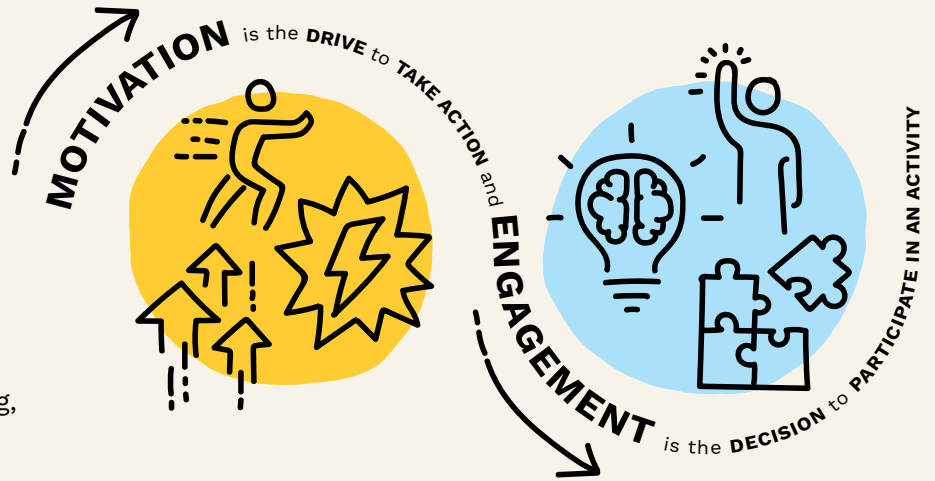 MOTIVATION is the DRIVE to TAKE ACTION and
ENGAGEMENT is the DECISION to PARTICIPATE IN AN ACTIVITY
g,